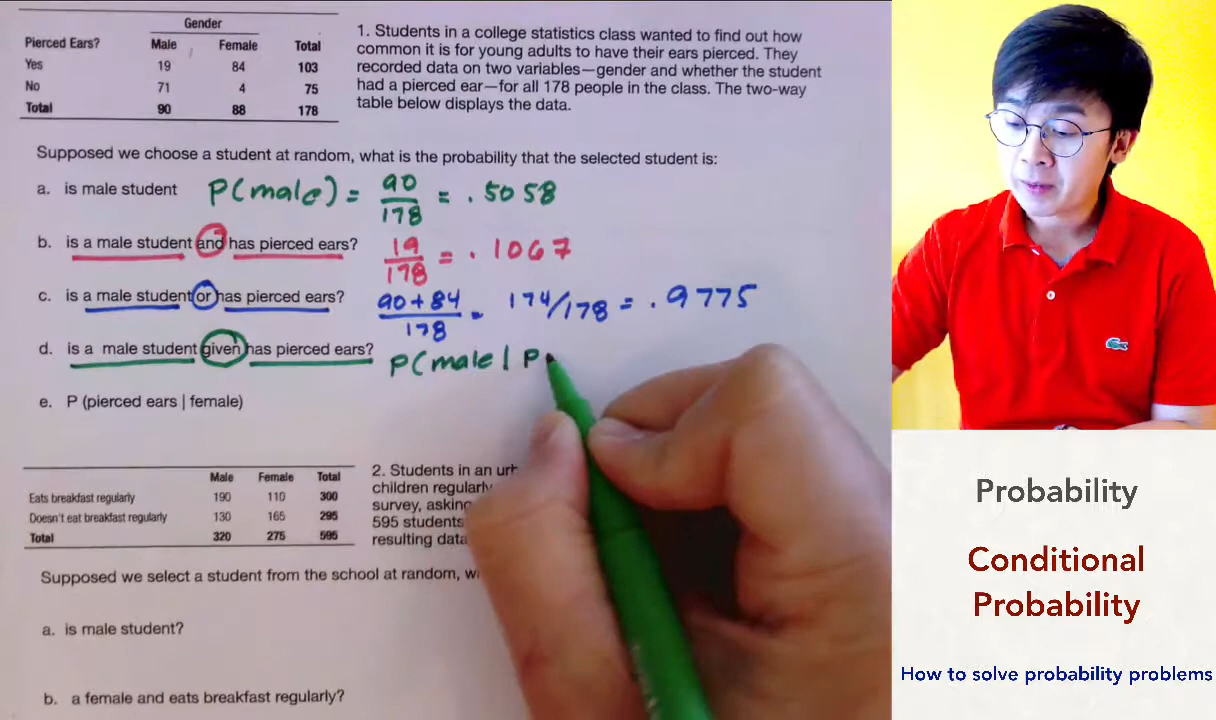 Gender
Pierced Ears? Male Female Total
Yes 19 84 103
No 71 4 75
Total 90 88 178
1. Students in a college statistics class wanted to find out how
common it is for young adults to have their ears pierced. They
recorded data on two variables—gender and whether the student
had a pierced ear—for all 178 people in the class. The two-way
table below displays the data.
Supposed we choose a student at random, what is the probability that the selected student is:
a. is male student P(male) = 90/178 = .5058
b. is a male student and has pierced ears? 19/178 = .1067
c. is a male student or has pierced ears? 90+84/178 = 174/178 = .9775
d. is a male student given has pierced ears? P(male | P
e. P (pierced ears | female)
Male Female Total
Eats breakfast regularly 190 110 300
Doesn't eat breakfast regularly 130 165 295
Total 320 275 595
2. Students in an
children regularly
survey, asking
595 students
resulting data
Supposed we select a student from the school at random,
a. is male student?
b. a female and eats breakfast regularly?
Probability
Conditional
Probability
How to solve probability problems